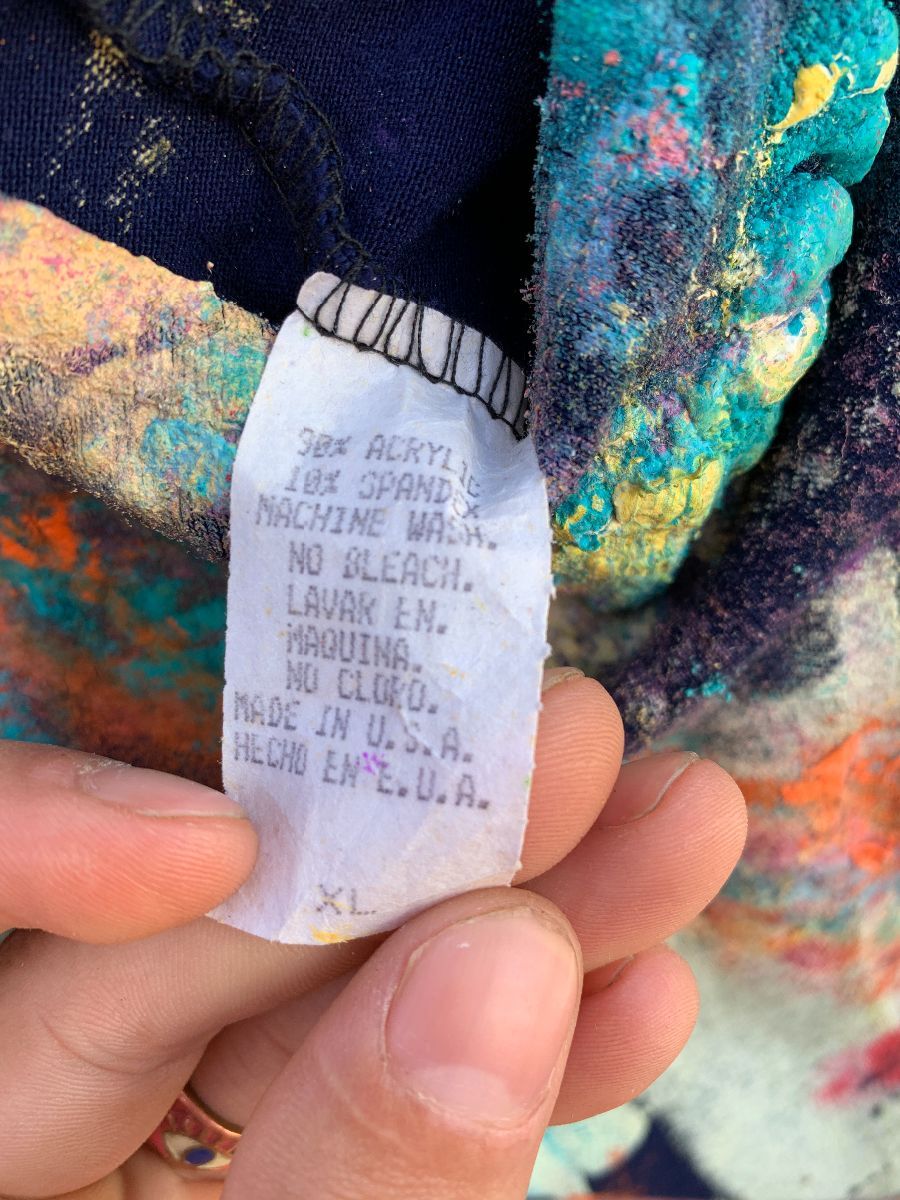 90% ACRYLIC
10% SPANDEX
MACHINE WASH.
NO BLEACH.
LAVAR EN.
MAQUINA.
NO CLORO.
MADE IN U.S.A.
HECHO EN E.U.A.
XL